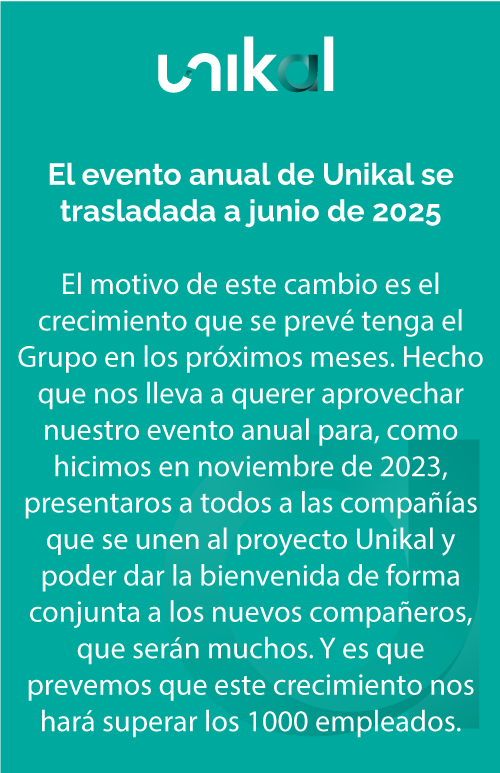 unikal
El evento anual de Unikal se
trasladada a junio de 2025
El motivo de este cambio es el
crecimiento que se prevé tenga el
Grupo en los próximos meses. Hecho
que nos lleva a querer aprovechar
nuestro evento anual para, como
hicimos en noviembre de 2023,
presentaros a todos a las compañías
que se unen al proyecto Unikal y
poder dar la bienvenida de forma
conjunta a los nuevos compañeros,
que serán muchos. Y es que
prevemos que este crecimiento nos
hará superar los 1000 empleados.